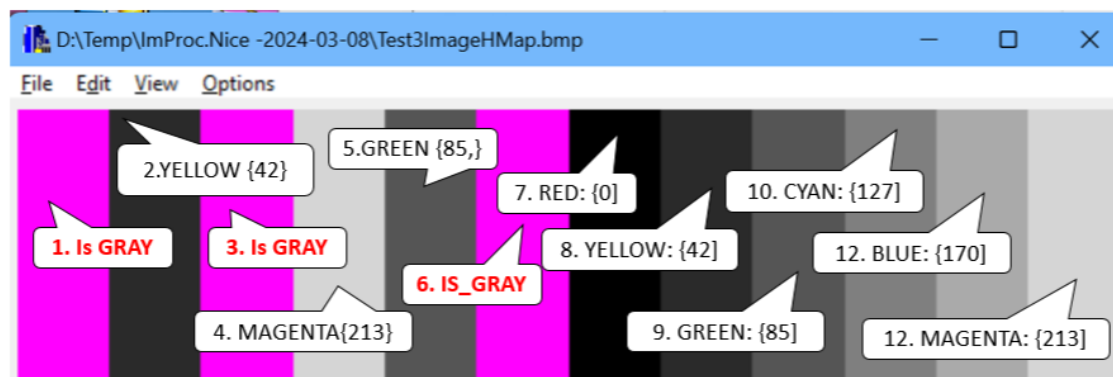 D:\Temp\ImProc.Nice -2024-03-08\Test3ImageHMap.bmp
File Edit View Options
2.YELLOW {42}
5.GREEN {85,}
7. RED: {0]
10. CYAN: {127]
1. Is GRAY
3. Is GRAY
8. YELLOW: {42]
12. BLUE: {170]
6. IS_GRAY
4. MAGENTA{213}
9. GREEN: {85]
12. MAGENTA: {213]